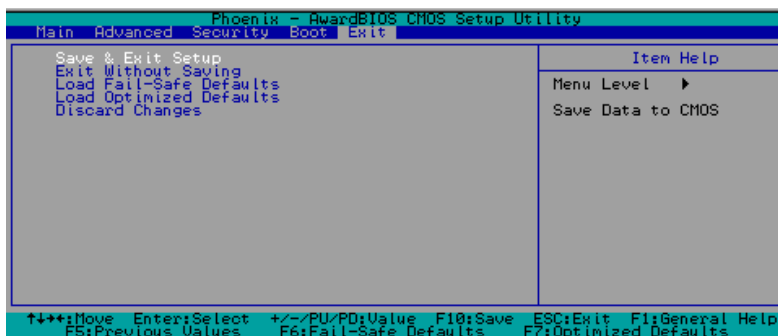 Phoenix - AwardBIOS CMOS Setup Utility
Main Advanced Security Boot Exit
Save & Exit Setup
Exit Without Saving
Load Fail-Safe Defaults
Load Optimized Defaults
Discard Changes
Item Help
Menu Level ▶
Save Data to CMOS
↑↓→←:Move Enter:Select +/-/PU/PD:Value F10:Save ESC:Exit F1:General Help
F5:Previous Values F6:Fail-Safe Defaults F7:Optimized Defaults